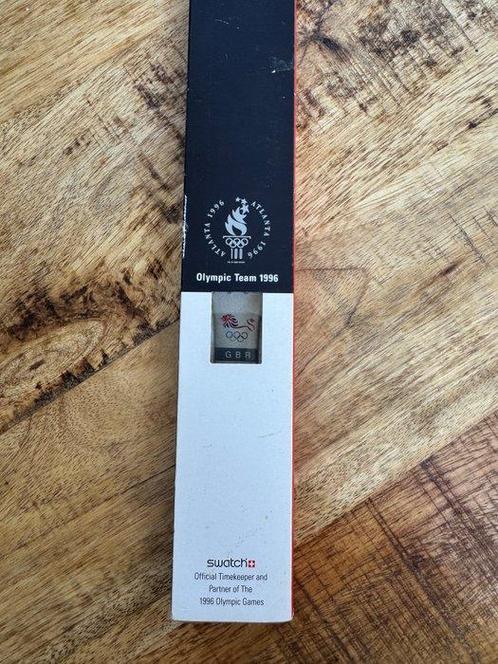 ATLANTA 1996 ATLANTA 1996
Olympic Team 1996
GBR
swatch
Official Timekeeper and
Partner of The
1996 Olympic Games